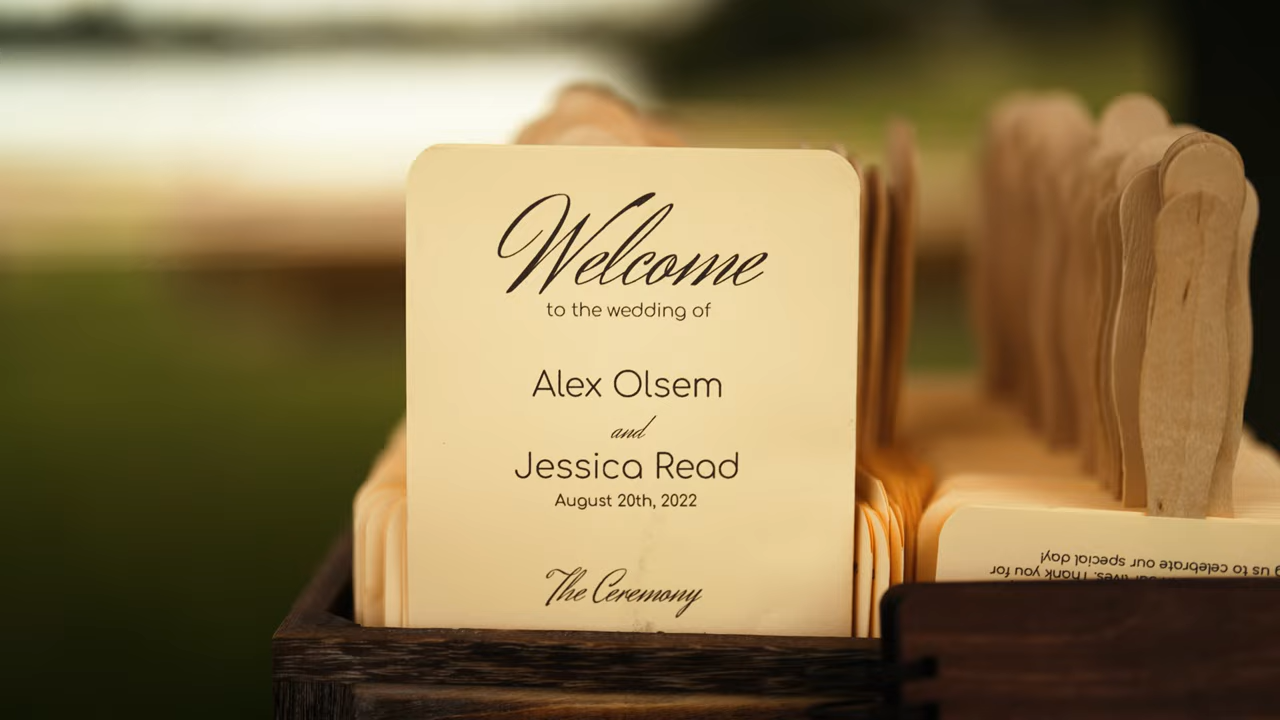 Welcome
to the wedding of
Alex Olsem
and
Jessica Read
August 20th, 2022
The Ceremony
lives. Thank you for
us to celebrate our special day!